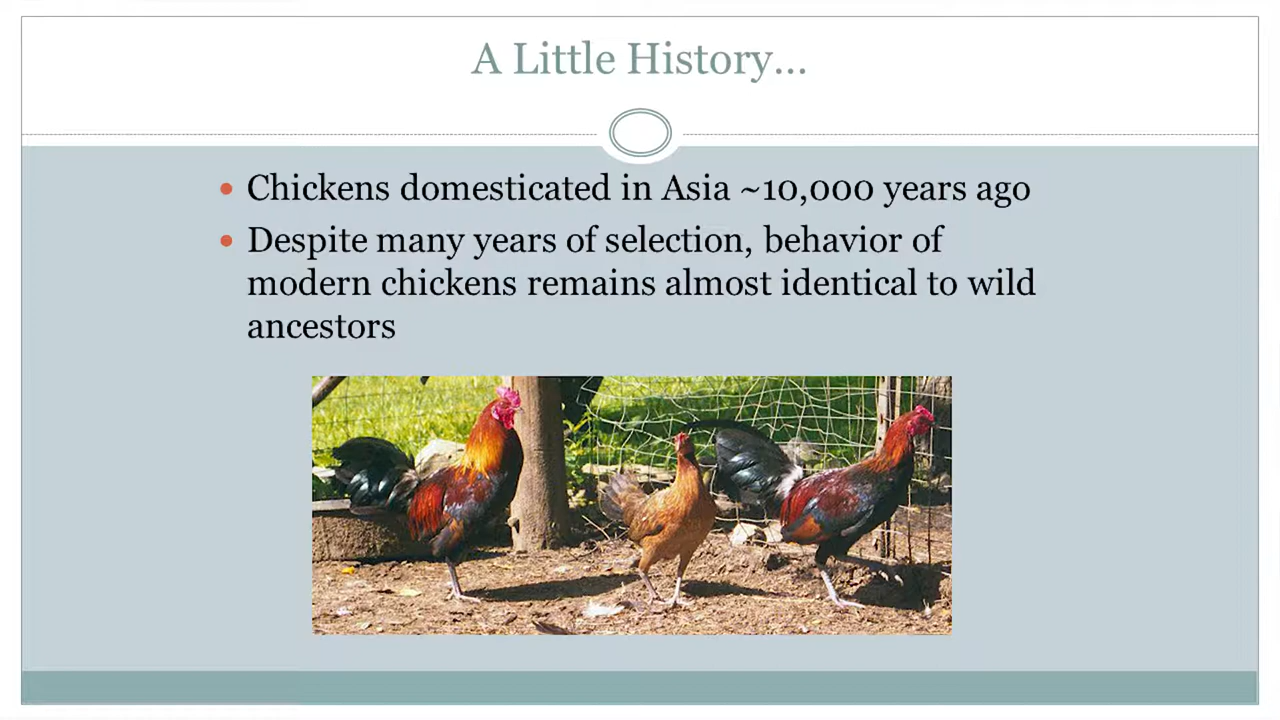 A Little History…
• Chickens domesticated in Asia ~10,000 years ago
• Despite many years of selection, behavior of
modern chickens remains almost identical to wild
ancestors